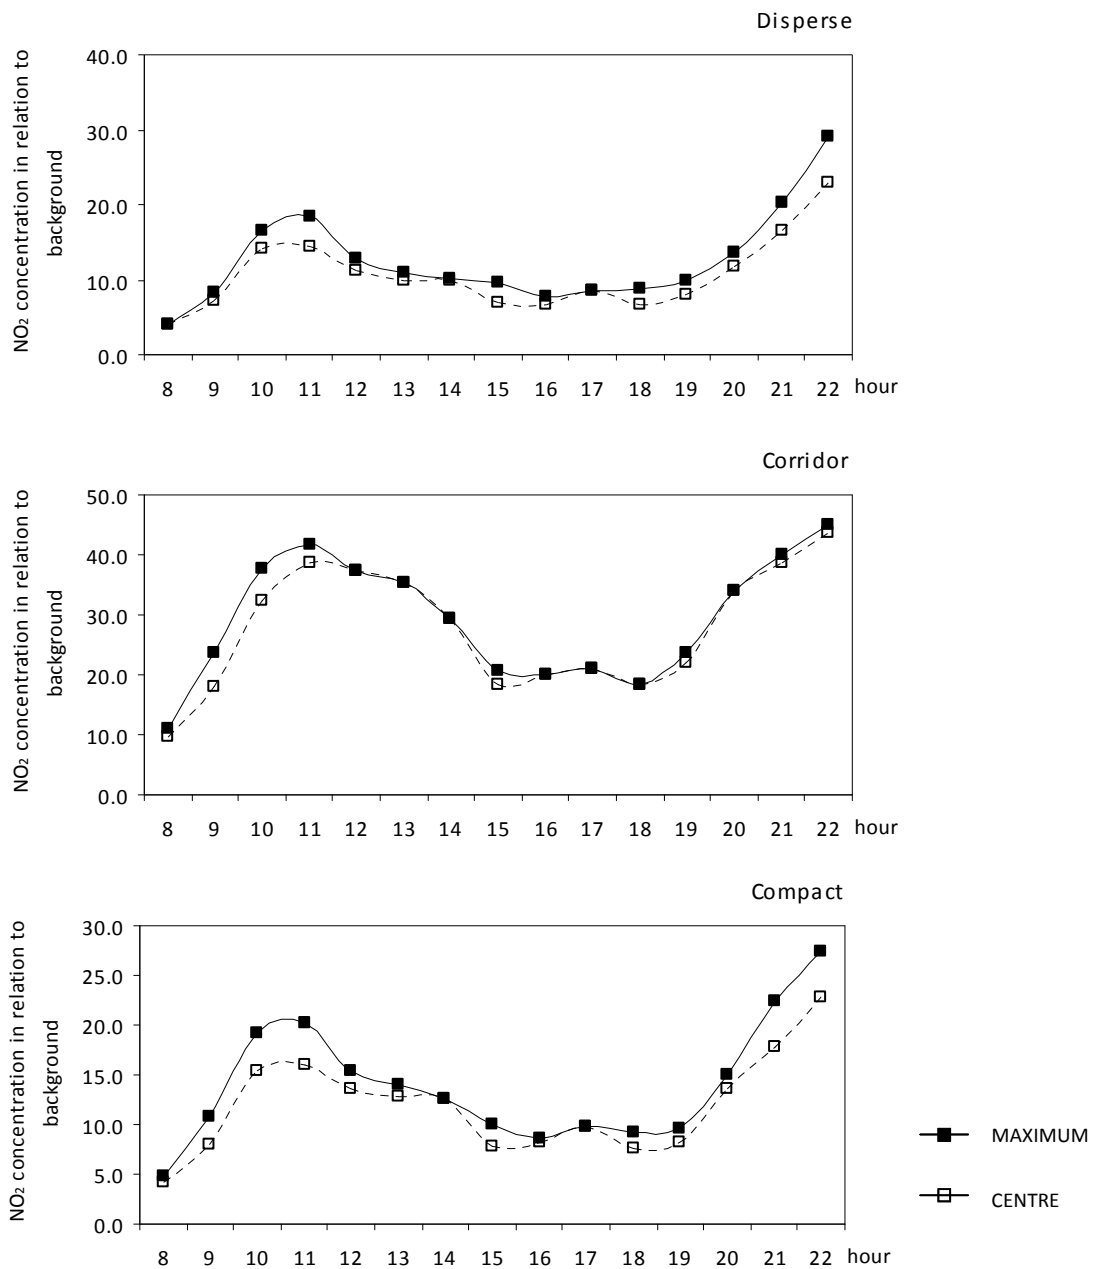 Disperse
NO₂ concentration in relation to
background
40.0
30.0
20.0
10.0
0.0
8 9 10 11 12 13 14 15 16 17 18 19 20 21 22 hour
Corridor
NO₂ concentration in relation to
background
50.0
40.0
30.0
20.0
10.0
0.0
8 9 10 11 12 13 14 15 16 17 18 19 20 21 22 hour
Compact
NO₂ concentration in relation to
background
30.0
25.0
20.0
15.0
10.0
5.0
0.0
8 9 10 11 12 13 14 15 16 17 18 19 20 21 22 hour
MAXIMUM
CENTRE